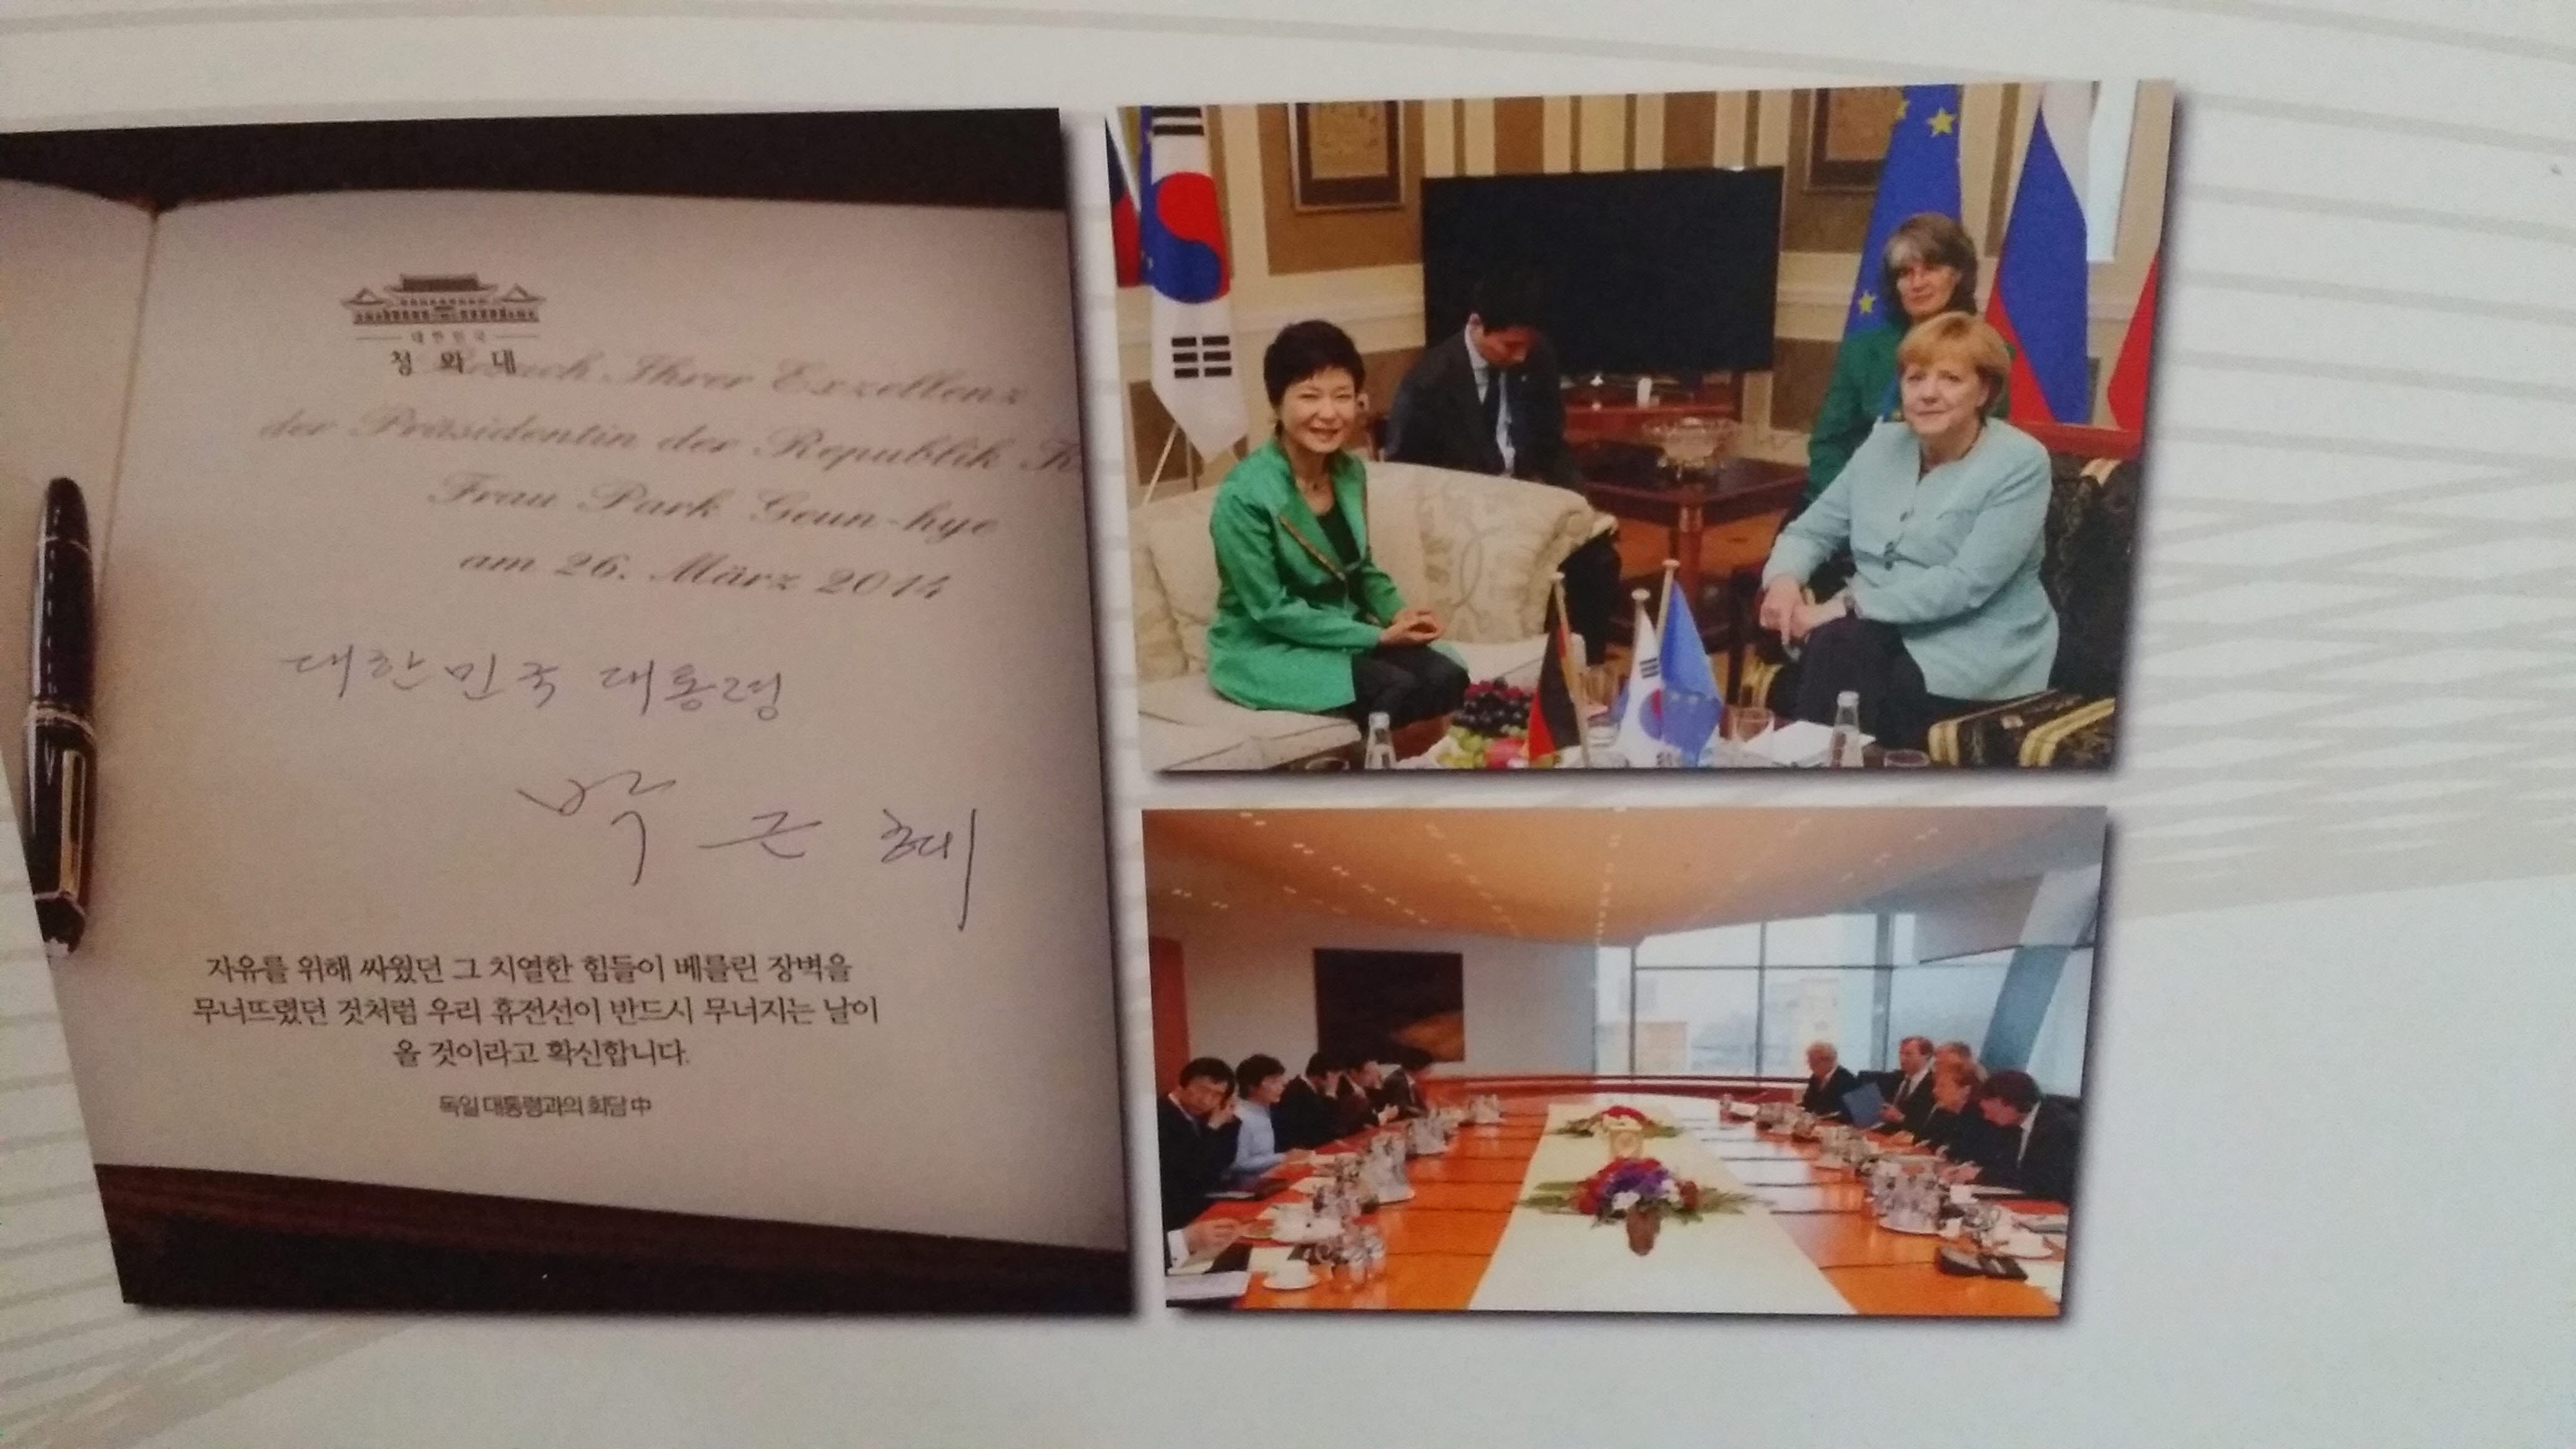 대한민국
청와대
Besuch Ihrer Exzellenz
der Präsidentin der Republik
Frau Park Geun-hye
am 26. März 2014
대한민국 대통령
박근혜
자유를 위해 싸웠던 그 치열한 힘들이 베를린 장벽을
무너뜨렸던 것처럼 우리 휴전선이 반드시 무너지는 날이
올 것이라고 확신합니다.
독일 대통령과의 회담 中